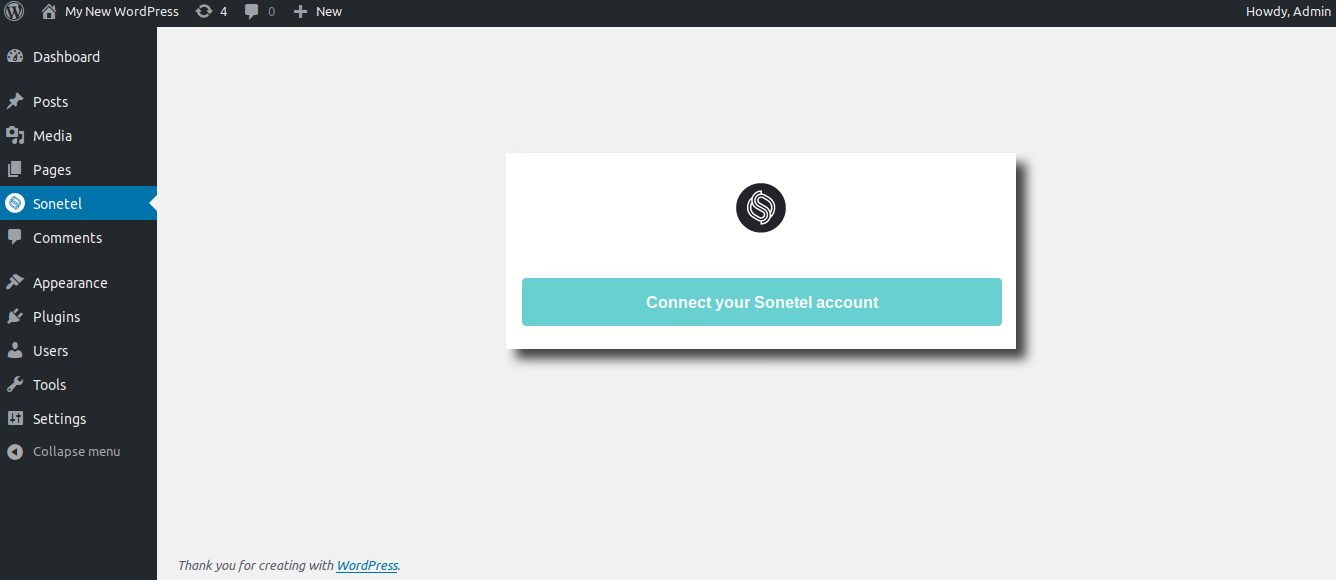 My New WordPress 4 0 New Howdy, Admin
Dashboard
Posts
Media
Pages
Sonetel
Comments
Appearance
Plugins
Users
Tools
Settings
Collapse menu
Connect your Sonetel account
Thank you for creating with WordPress.